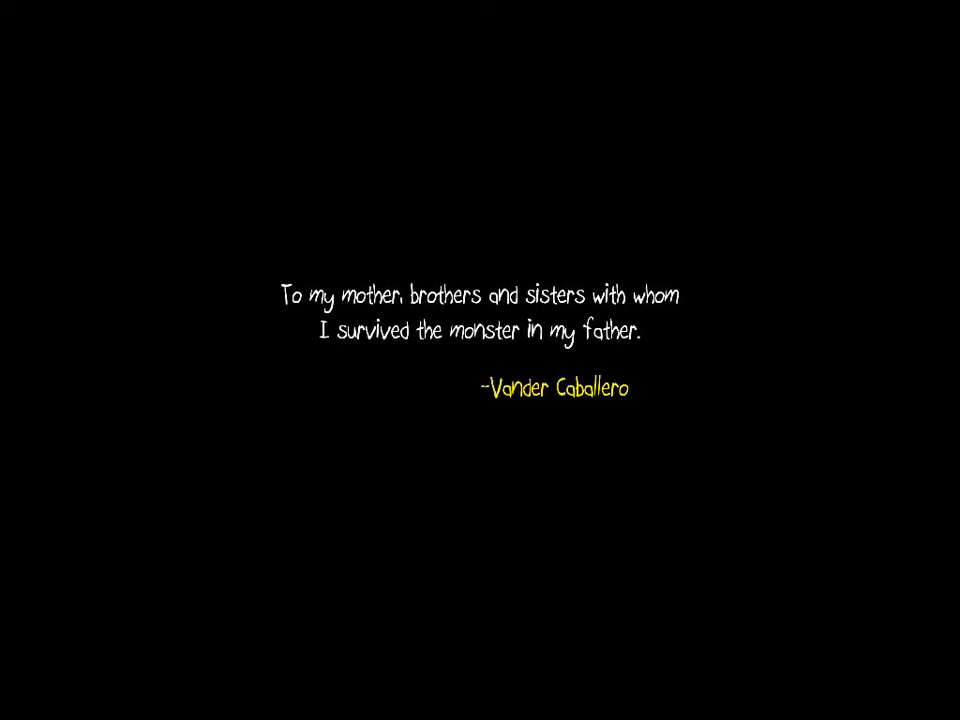 To my mother, brothers and sisters with whom
I survived the monster in my father.
-Vander Caballero